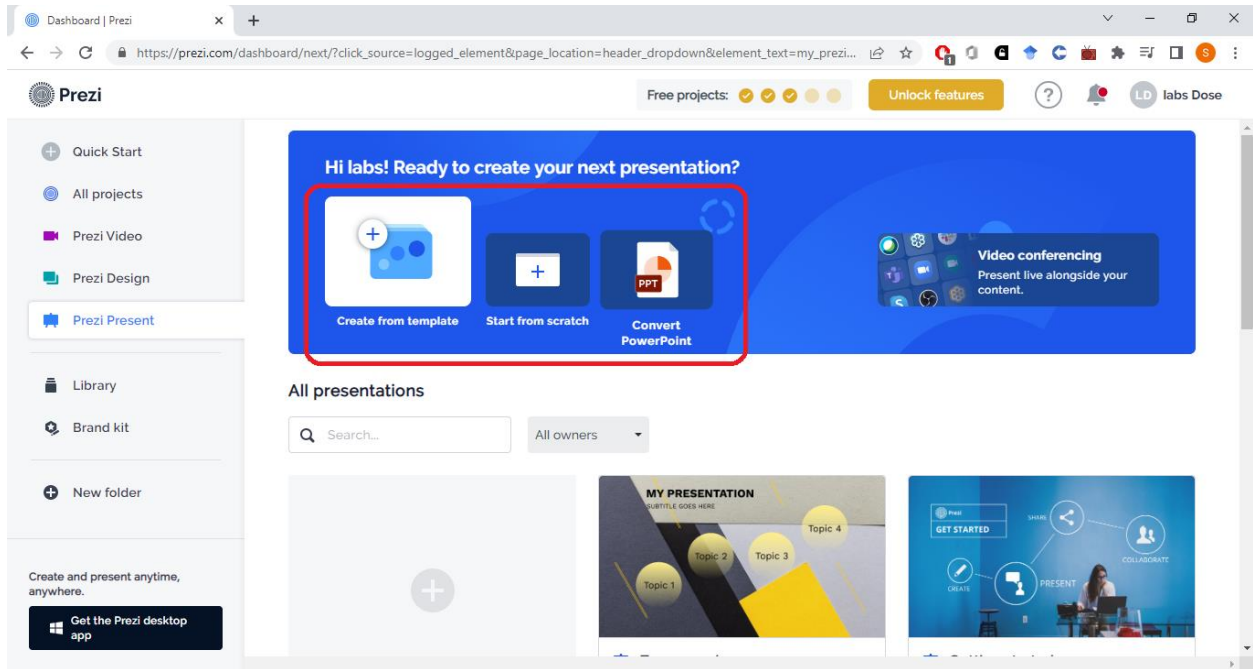 Dashboard | Prezi
https://prezi.com/dashboard/next/?click_source=logged_element&page_location=header_dropdown&element_text=my_prezi...
1
S
Prezi
Free projects:
Unlock features
?
LD labs Dose
Quick Start
All projects
Prezi Video
Prezi Design
Prezi Present
Library
Brand kit
New folder
Create and present anytime,
anywhere.
Get the Prezi desktop
app
Hi labs! Ready to create your next presentation?
Create from template
Start from scratch
PPT
Convert
PowerPoint
Video conferencing
Present live alongside your
content.
All presentations
Search...
All owners
MY PRESENTATION
SUBTITLE GOES HERE
Topic 1
Topic 2
Topic 3
Topic 4
Prezi
GET STARTED
SHARE
COLLABORATE
CREATE
PRESENT